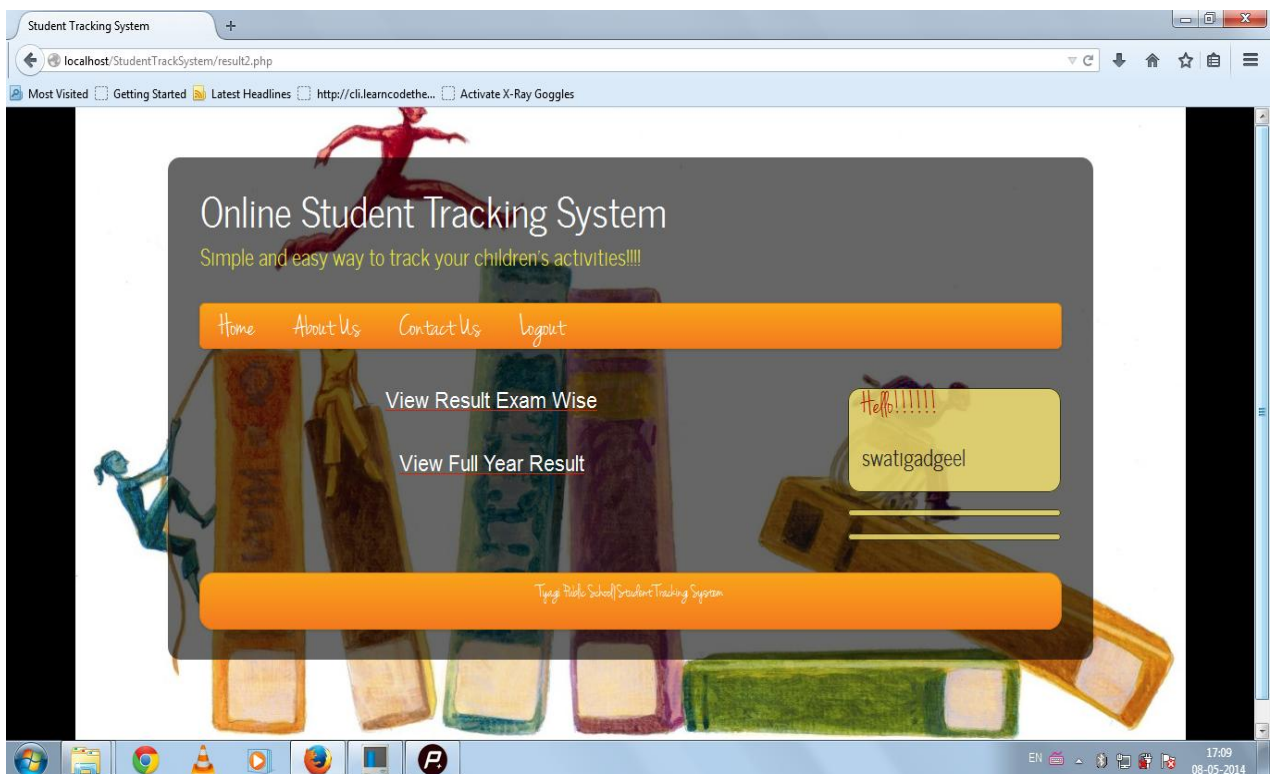 Student Tracking System
localhost/StudentTrackSystem/result2.php
Most Visited Getting Started Latest Headlines http://cli.learncodethe... Activate X-Ray Goggles
Online Student Tracking System
Simple and easy way to track your children's activities!!!!
Home About Us Contact Us Logout
View Result Exam Wise
View Full Year Result
Hello!!!!!!
swatigadgeel
Tyagi Public School|Student Tracking System
EN 17:09
08-05-2014